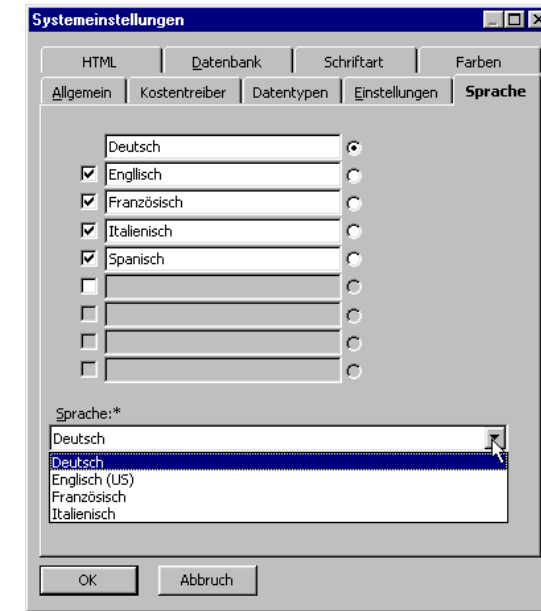 Systemeinstellungen
HTML Datenbank Schriftart Farben
Allgemein Kostentreiber Datentypen Einstellungen Sprache
Deutsch
Engllisch
Französisch
Italienisch
Spanisch
Sprache:*
Deutsch
Deutsch
Englisch (US)
Französisch
Italienisch
OK Abbruch